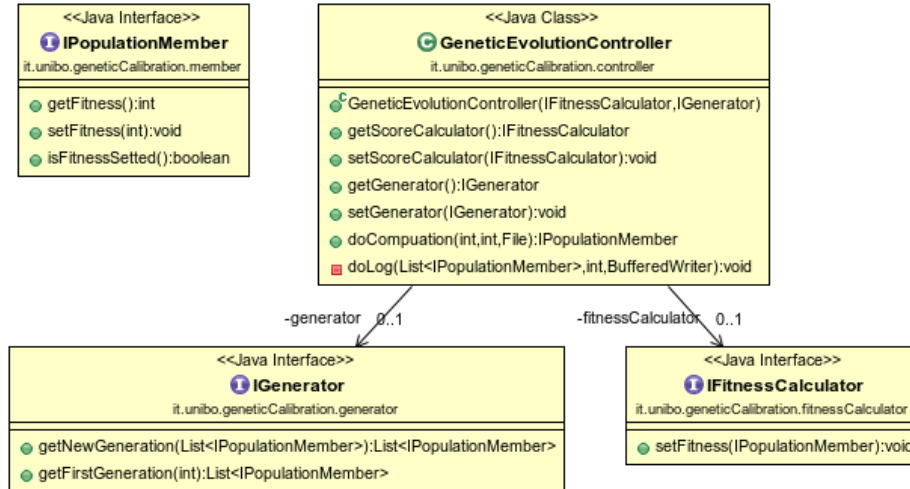 <<Java Interface>>
IPopulationMember
it.unibo.geneticCalibration.member
getFitness():int
setFitness(int):void
isFitnessSetted():boolean
<<Java Class>>
GeneticEvolutionController
it.unibo.geneticCalibration.controller
GeneticEvolutionController(IFitnessCalculator,IGenerator)
getScoreCalculator():IFitnessCalculator
setScoreCalculator(IFitnessCalculator):void
getGenerator():IGenerator
setGenerator(IGenerator):void
doCompuation(int,int,File):IPopulationMember
doLog(List<IPopulationMember>,int,BufferedWriter):void
-generator 0..1
-fitnessCalculator 0..1
<<Java Interface>>
IGenerator
it.unibo.geneticCalibration.generator
getNewGeneration(List<IPopulationMember>):List<IPopulationMember>
getFirstGeneration(int):List<IPopulationMember>
<<Java Interface>>
IFitnessCalculator
it.unibo.geneticCalibration.fitnessCalculator
setFitness(IPopulationMember):void